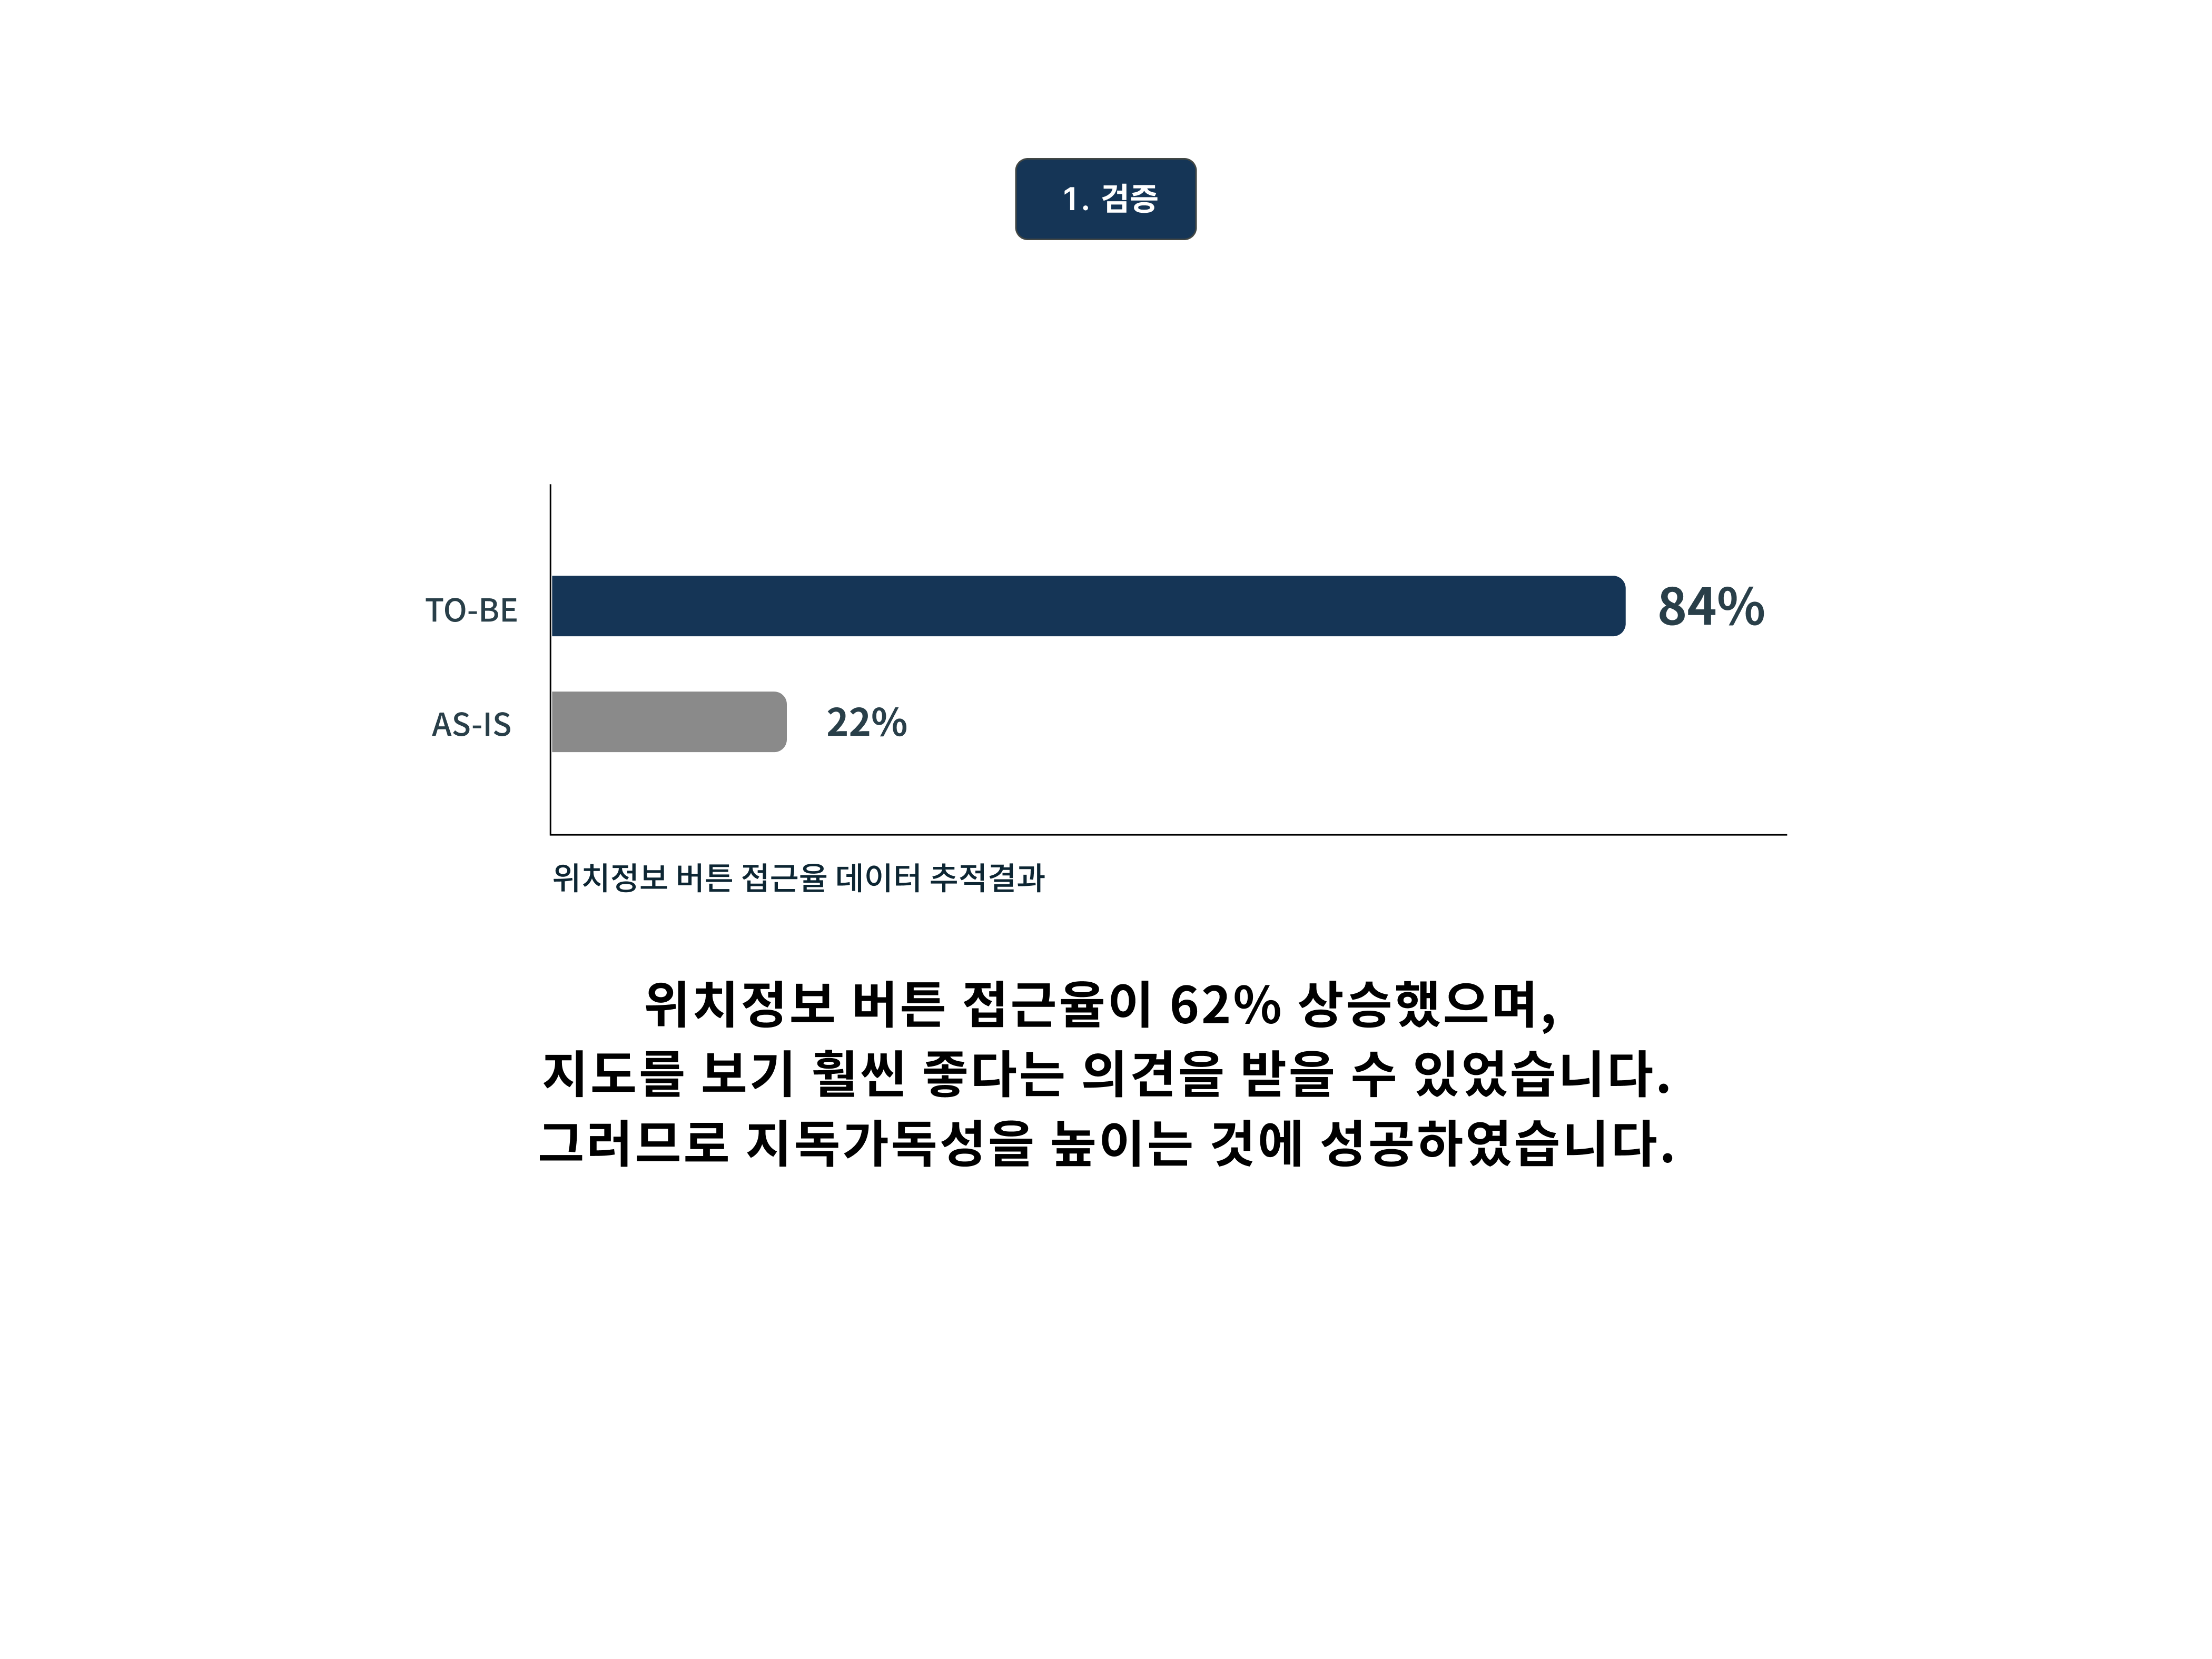 1. 검증
TO-BE
84%
AS-IS
22%
위치정보 버튼 접근율 데이터 추적결과
위치정보 버튼 접근율이 62% 상승했으며,
지도를 보기 훨씬 좋다는 의견을 받을 수 있었습니다.
그러므로 지득가독성을 높이는 것에 성공하였습니다.